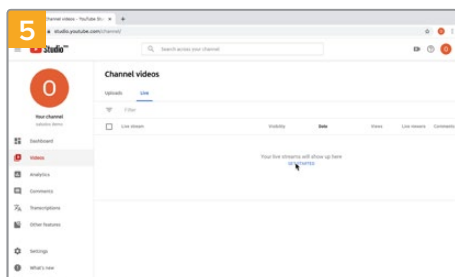 5
Channel videos - YouTube St
studio.youtube.com/channel/
Studio
Search across your channel
O
O
Channel videos
Uploads Live
Filter
Live stream Visibility Date Views Live viewers Comments
Your live streams will show up here
GET STARTED
Your channel
Dashboard
Videos
Analytics
Comments
Transcriptions
Other features
Settings
What's new